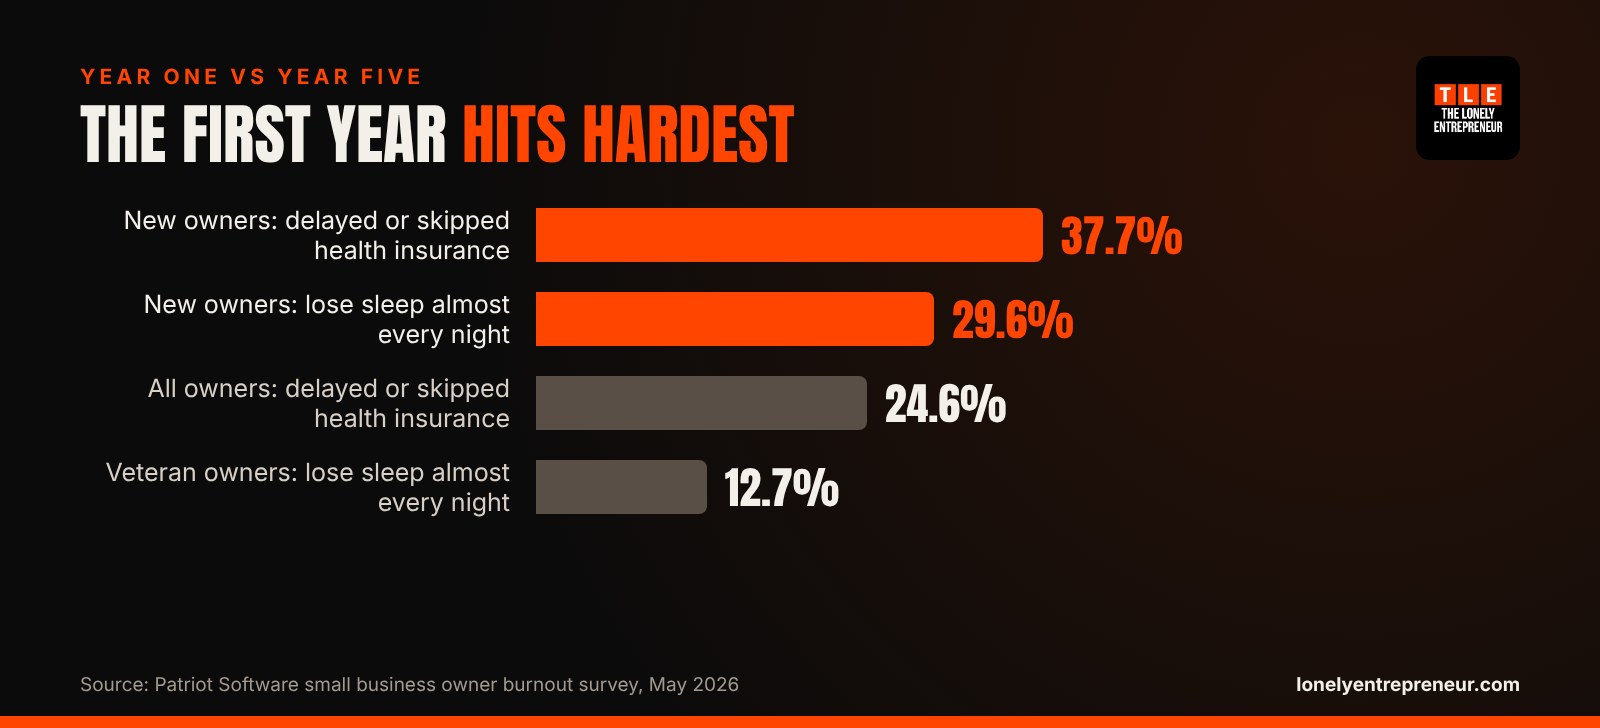 YEAR ONE VS YEAR FIVE
THE FIRST YEAR HITS HARDEST
T L E
THE LONELY
ENTREPRENEUR
New owners: delayed or skipped
health insurance
37.7%
New owners: lose sleep almost
every night
29.6%
All owners: delayed or skipped
health insurance
24.6%
Veteran owners: lose sleep almost
every night
12.7%
Source: Patriot Software small business owner burnout survey, May 2026
lonelyentrepreneur.com